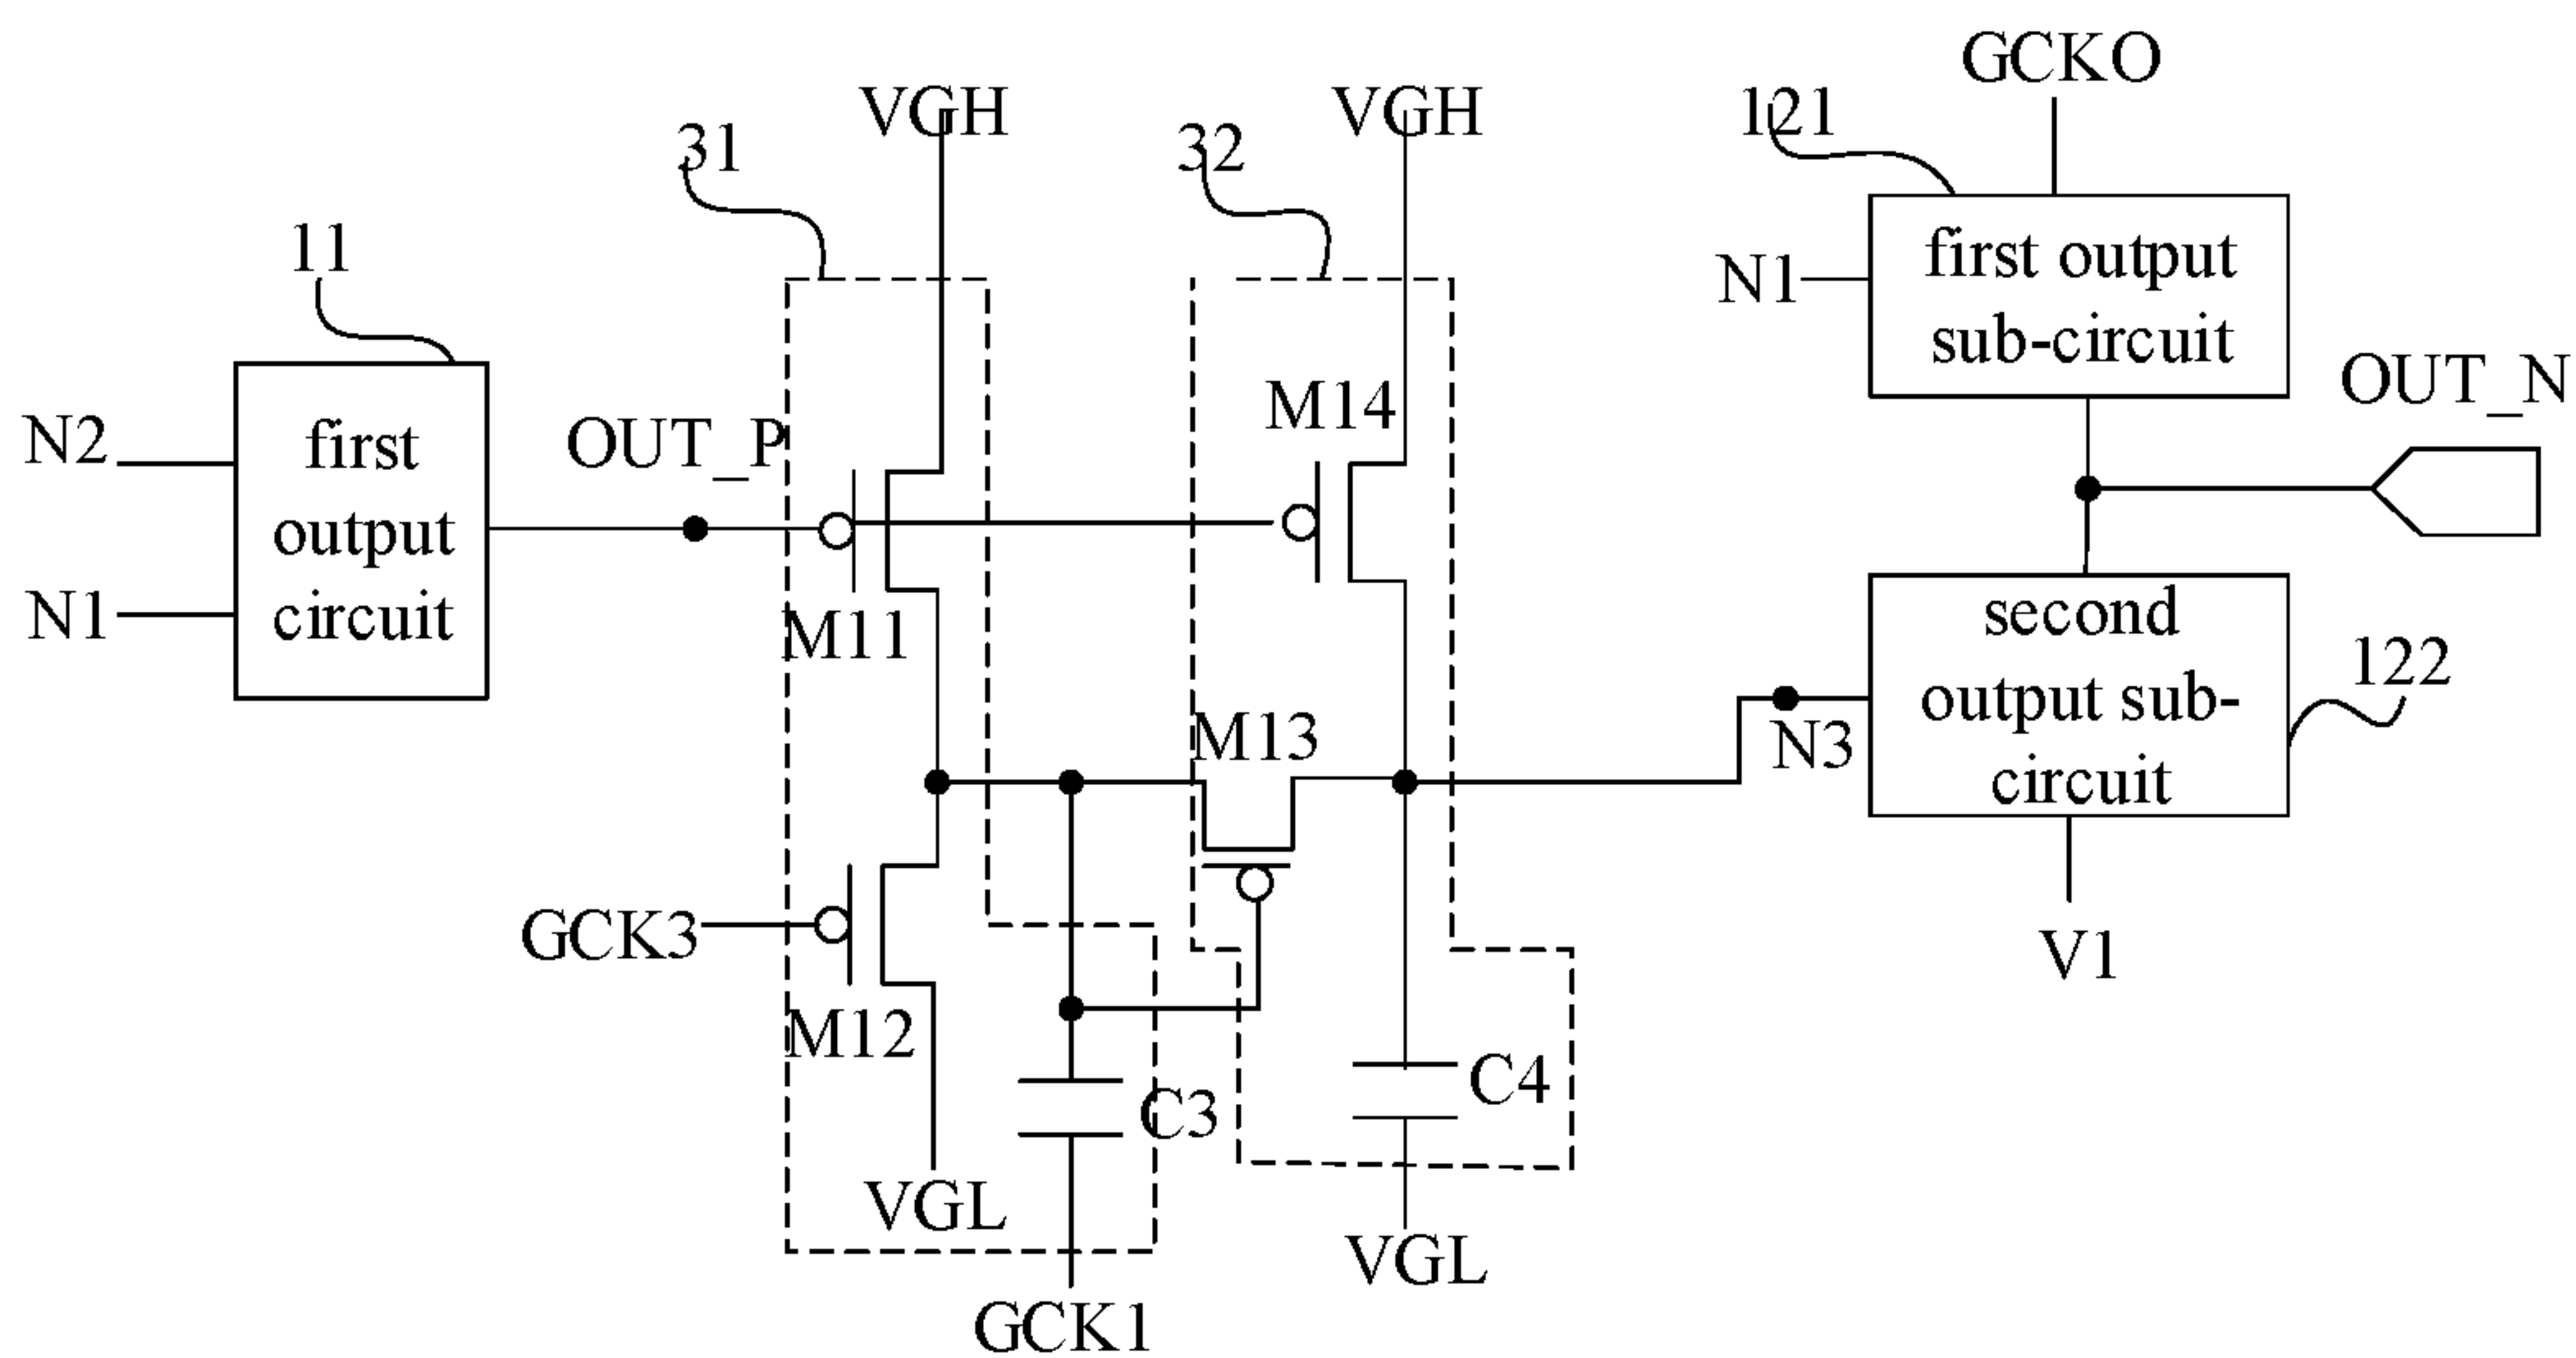 GCKO
VGH
VGH
121
31
32
11
first output
sub-circuit
N1
OUT_N
M14
N2
first
output
circuit
OUT_P
N1
M11
second
output sub-
circuit
122
M13
N3
GCK3
V1
M12
C3
C4
VGL
VGL
GCK1